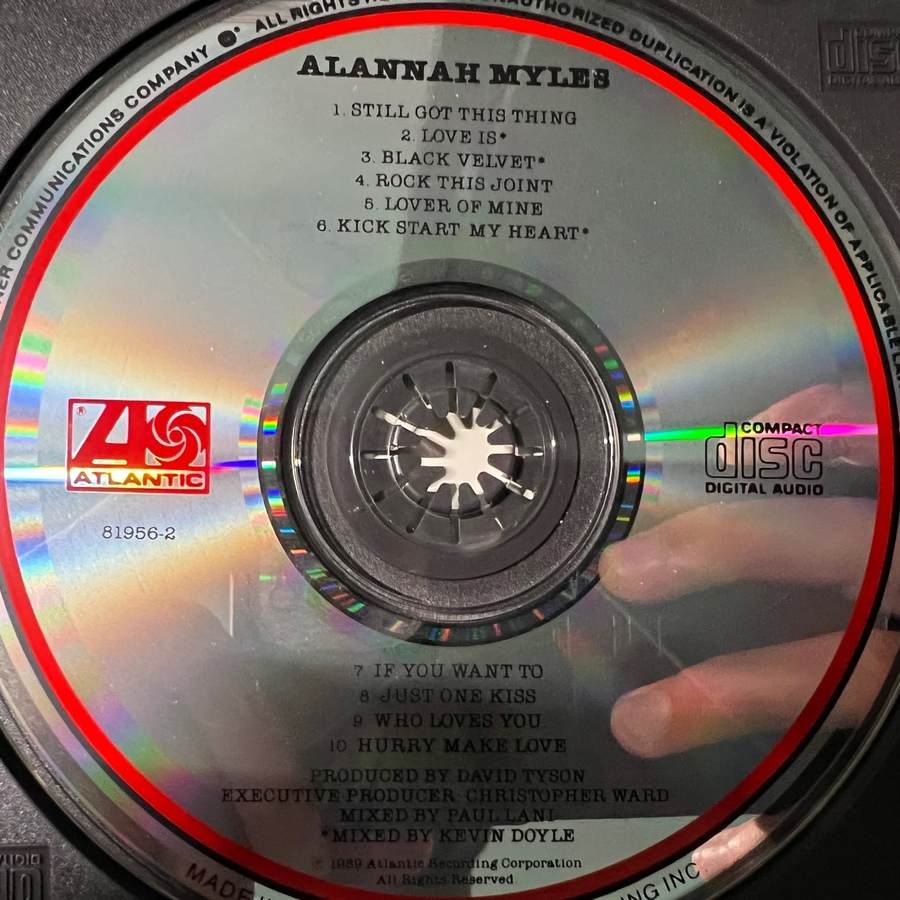 NER COMMUNICATIONS COMPANY ALL RIGHTS
AUTHORIZED DUPLICATION IS A VIOLATION OF APPLICABLE
ALANNAH MYLES
1. STILL GOT THIS THING
2. LOVE IS*
3. BLACK VELVET*
4. ROCK THIS JOINT
5. LOVER OF MINE
6. KICK START MY HEART*
® ATLANTIC
81956-2
COMPACT
disc
DIGITAL AUDIO
7 IF YOU WANT TO
8 JUST ONE KISS
9 WHO LOVES YOU
10 HURRY MAKE LOVE
PRODUCED BY DAVID TYSON
EXECUTIVE PRODUCER: CHRISTOPHER WARD
MIXED BY PAUL LANI
*MIXED BY KEVIN DOYLE
℗ 1989 Atlantic Recording Corporation
All Rights Reserved
MADE
INC